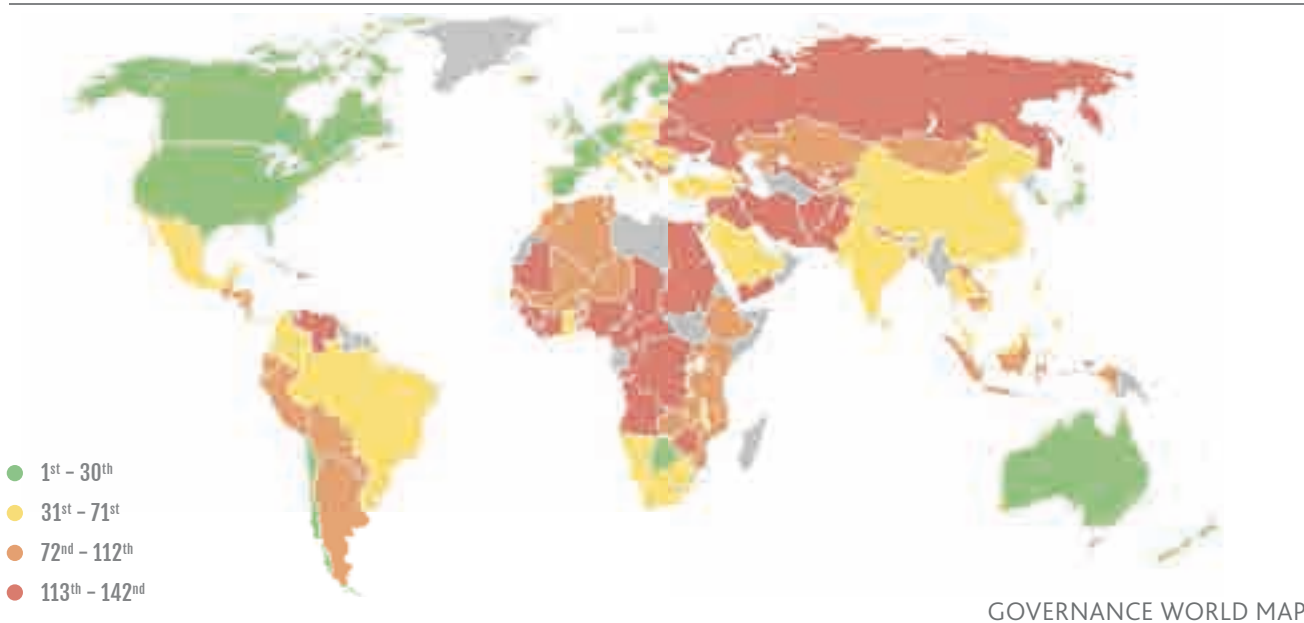 1st – 30th
31st – 71st
72nd – 112th
113th – 142nd
GOVERNANCE WORLD MAP